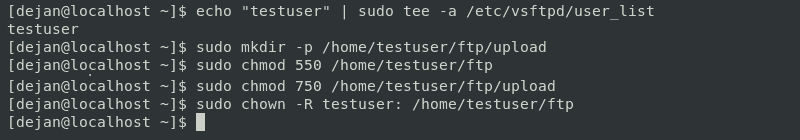 [dejan@localhost ~]$ echo "testuser" | sudo tee -a /etc/vsftpd/user_list
testuser
[dejan@localhost ~]$ sudo mkdir -p /home/testuser/ftp/upload
[dejan@localhost ~]$ sudo chmod 550 /home/testuser/ftp
[dejan@localhost ~]$ sudo chmod 750 /home/testuser/ftp/upload
[dejan@localhost ~]$ sudo chown -R testuser: /home/testuser/ftp
[dejan@localhost ~]$